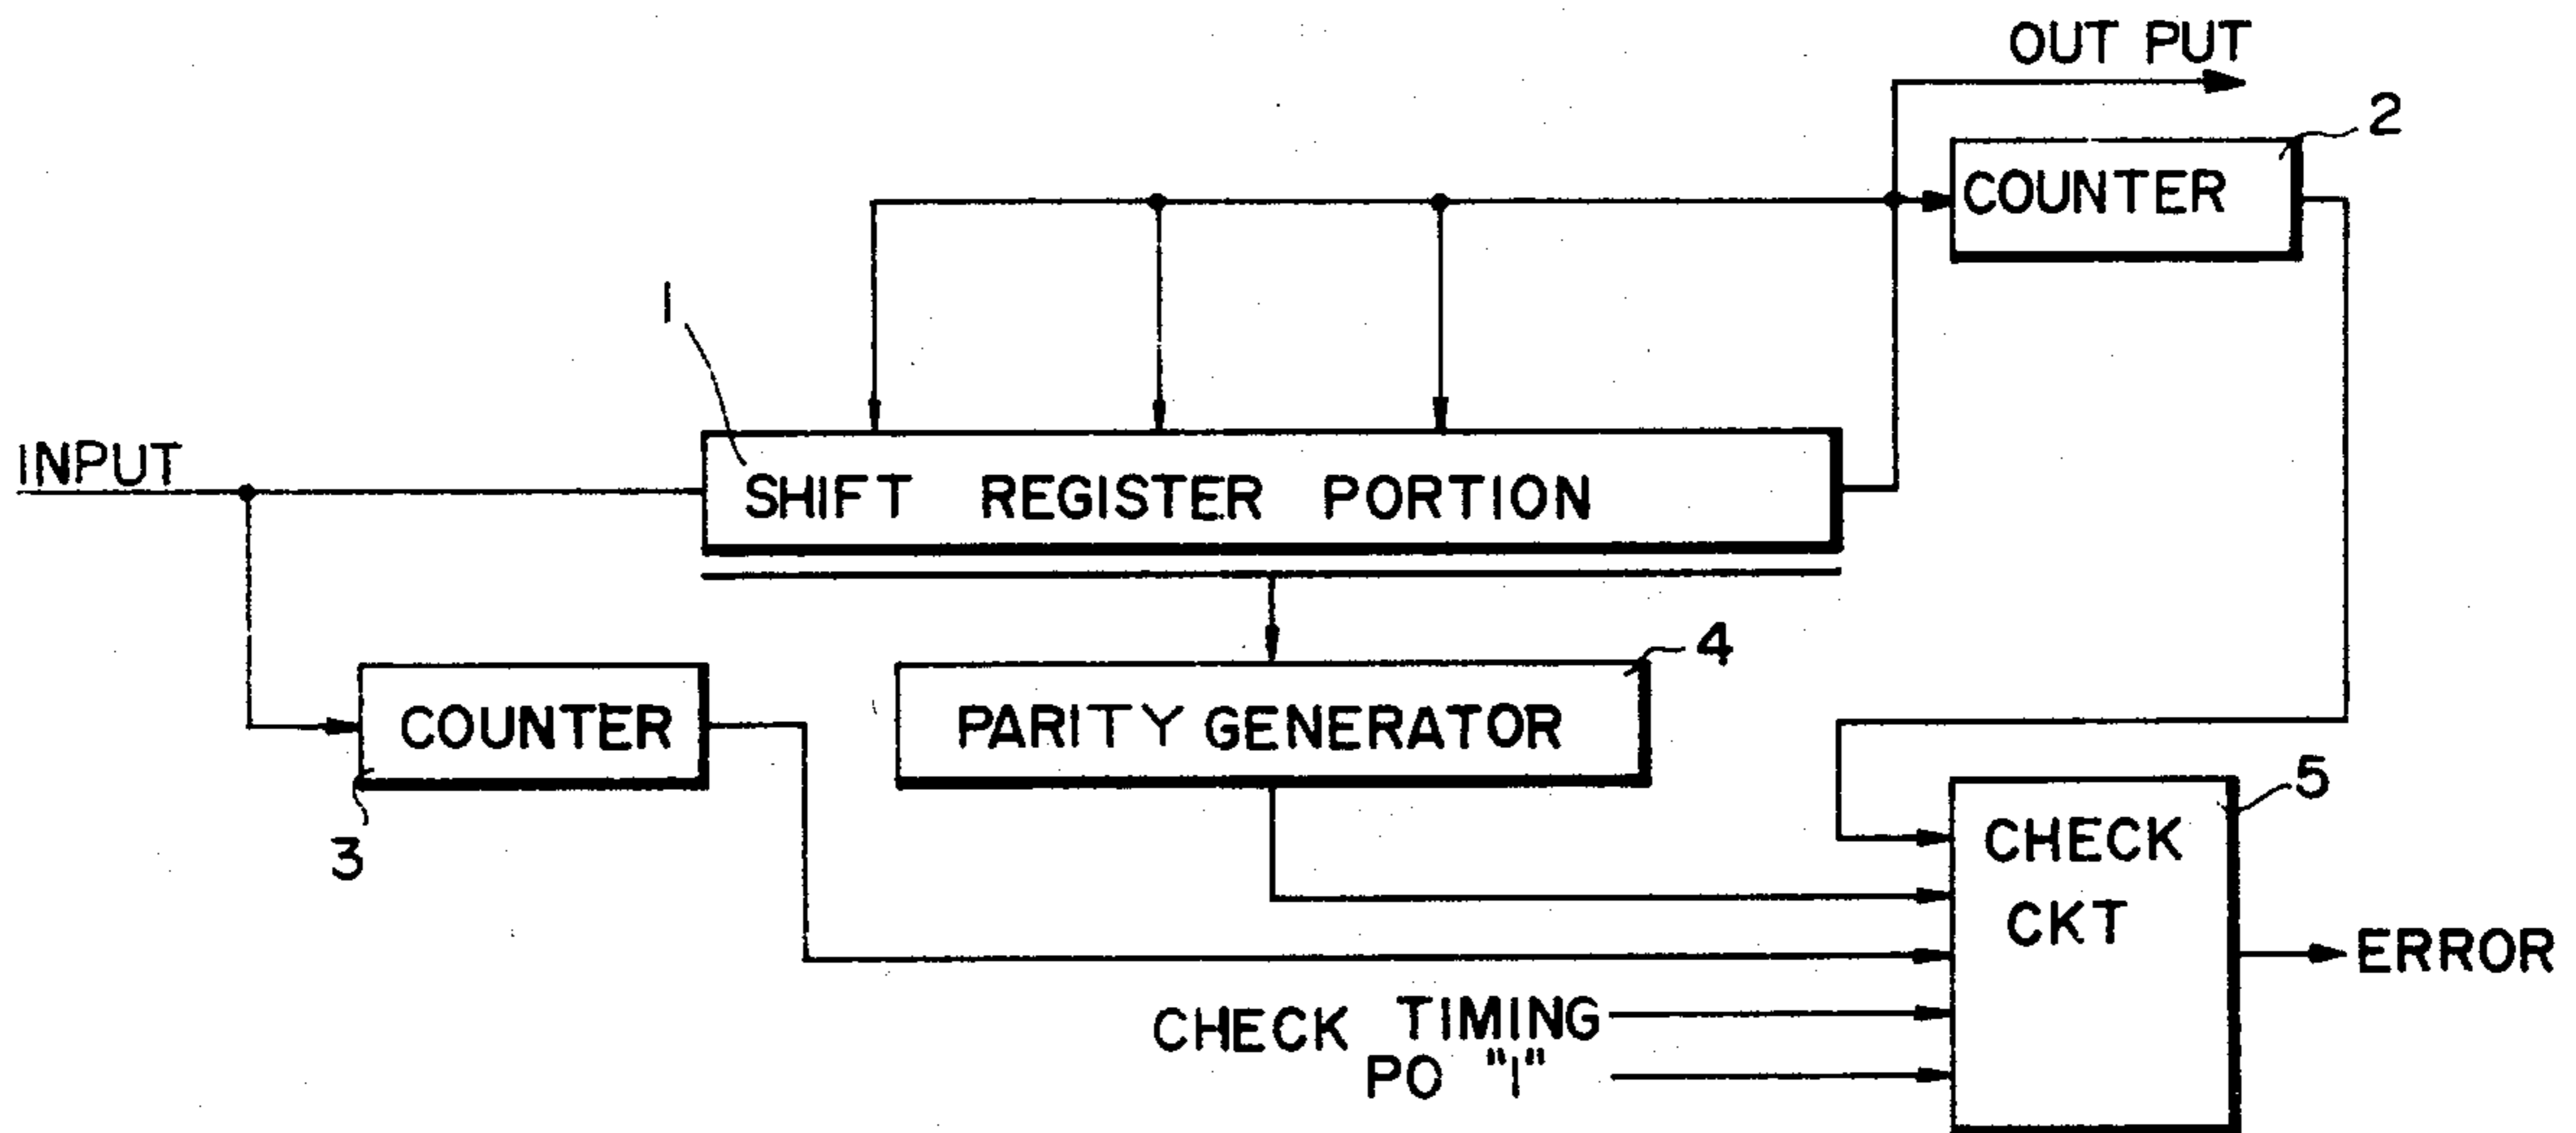 OUT PUT
2
COUNTER
1
INPUT
SHIFT REGISTER PORTION
4
COUNTER
PARITY GENERATOR
3
5
CHECK
CKT
ERROR
CHECK TIMING
PO "1"